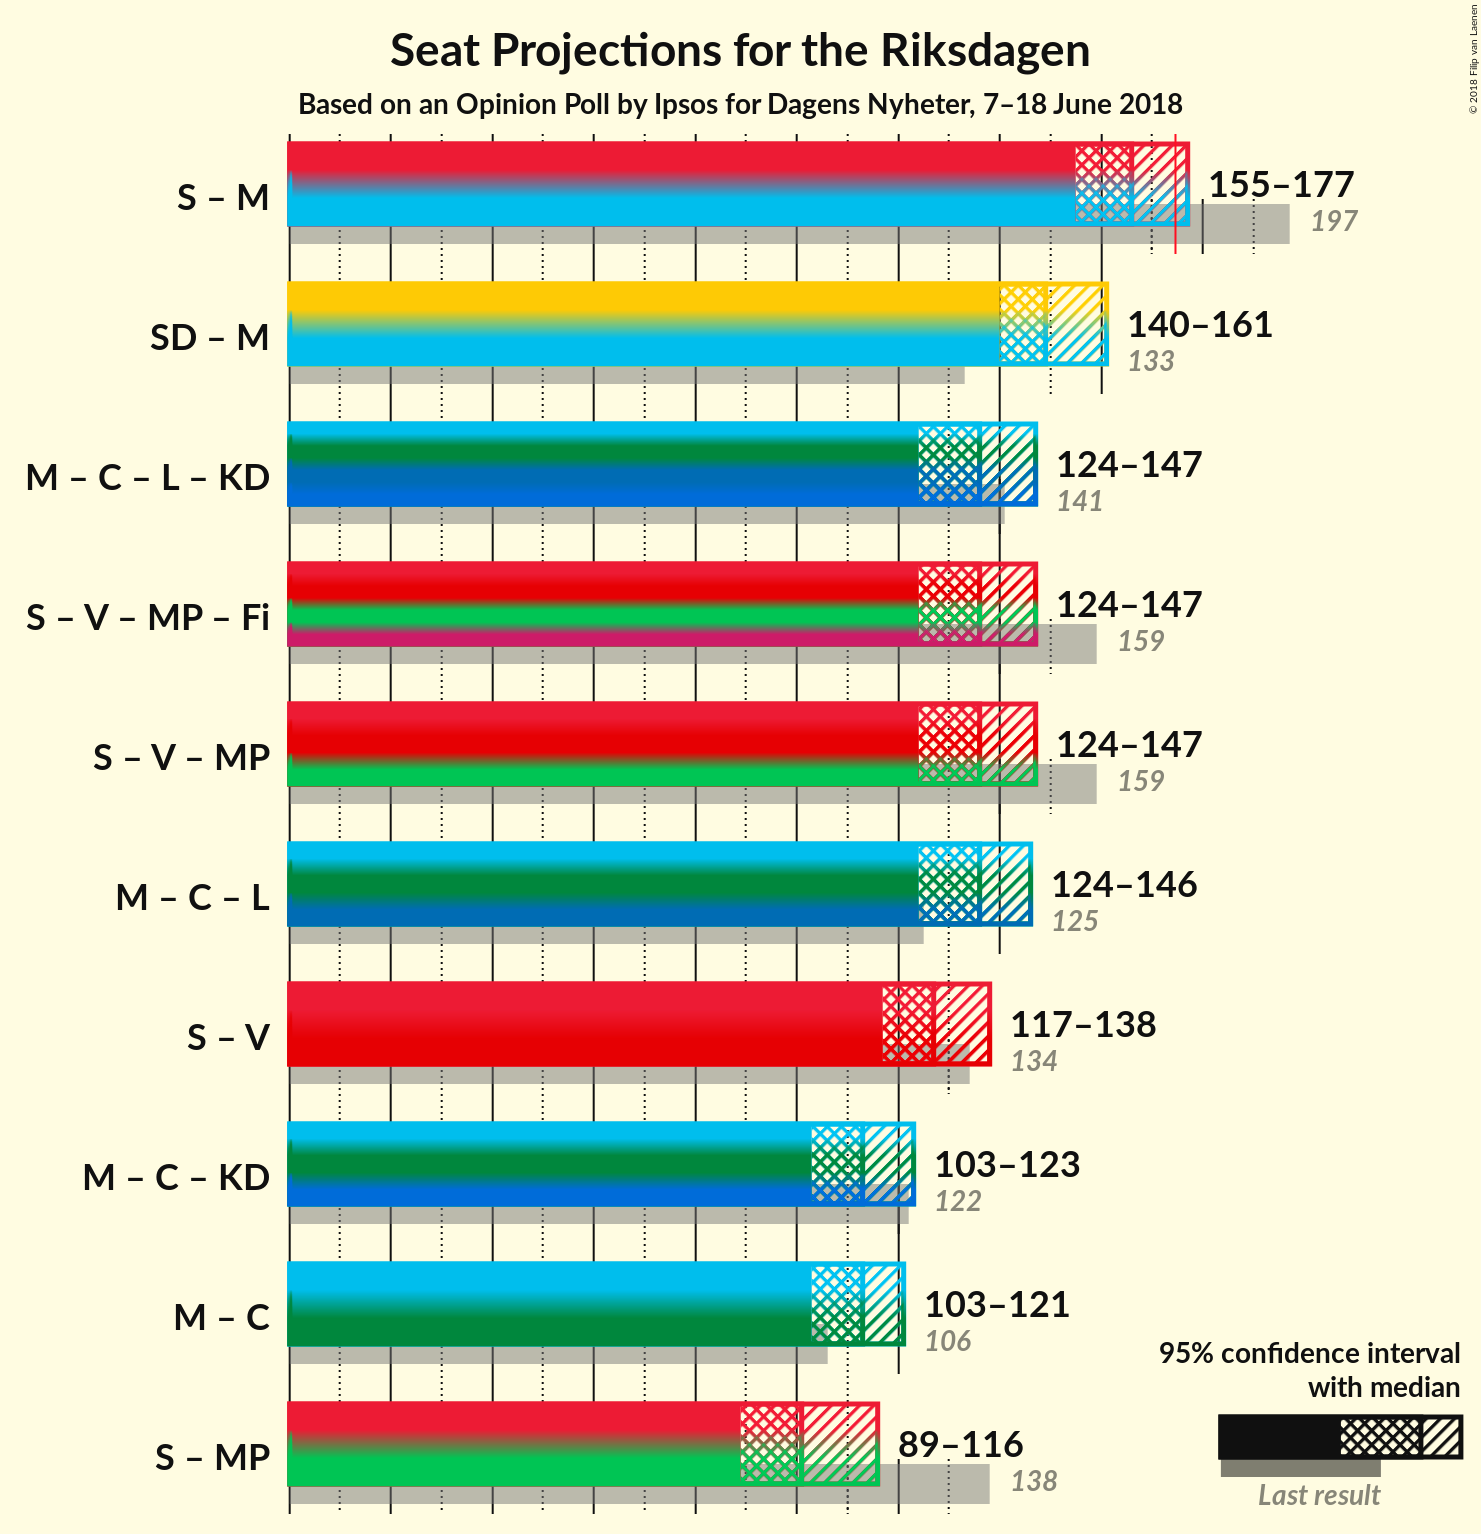 Seat Projections for the Riksdagen
Based on an Opinion Poll by Ipsos for Dagens Nyheter, 7–18 June 2018
© 2018 Filip van Laenen
S – M
155–177
197
SD – M
140–161
133
M – C – L – KD
124–147
141
S – V – MP – Fi
124–147
159
S – V – MP
124–147
159
M – C – L
124–146
125
S – V
117–138
134
M – C – KD
103–123
122
M – C
103–121
106
S – MP
89–116
138
95% confidence interval
with median
Last result